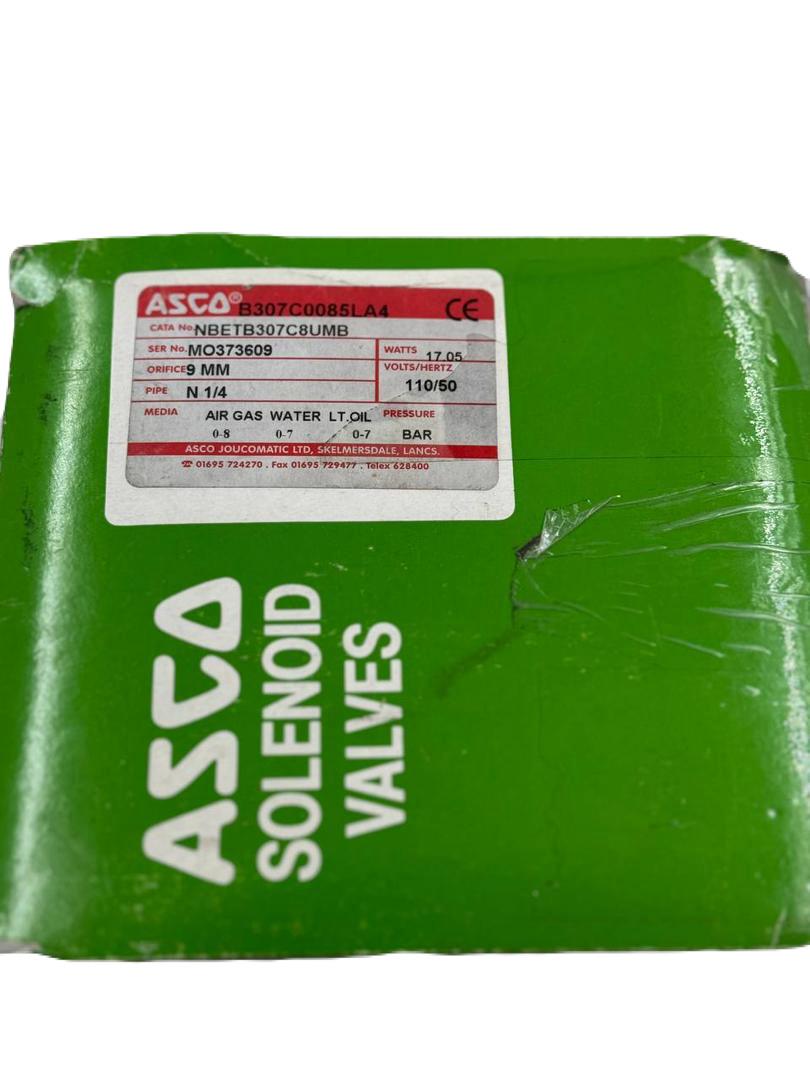 ASCO® B307C0085LA4 CE
CATA No. NBETB307C8UMB
SER No. MO373609 WATTS 17.05
ORIFICE 9 MM VOLTS/HERTZ
PIPE N 1/4 110/50
MEDIA AIR GAS WATER LT.OIL PRESSURE
0-8 0-7 0-7 BAR
ASCO JOUCOMATIC LTD, SKELMERSDALE, LANCS.
☎ 01695 724270 . Fax 01695 729477 . Telex 628400
ASCO
SOLENOID
VALVES